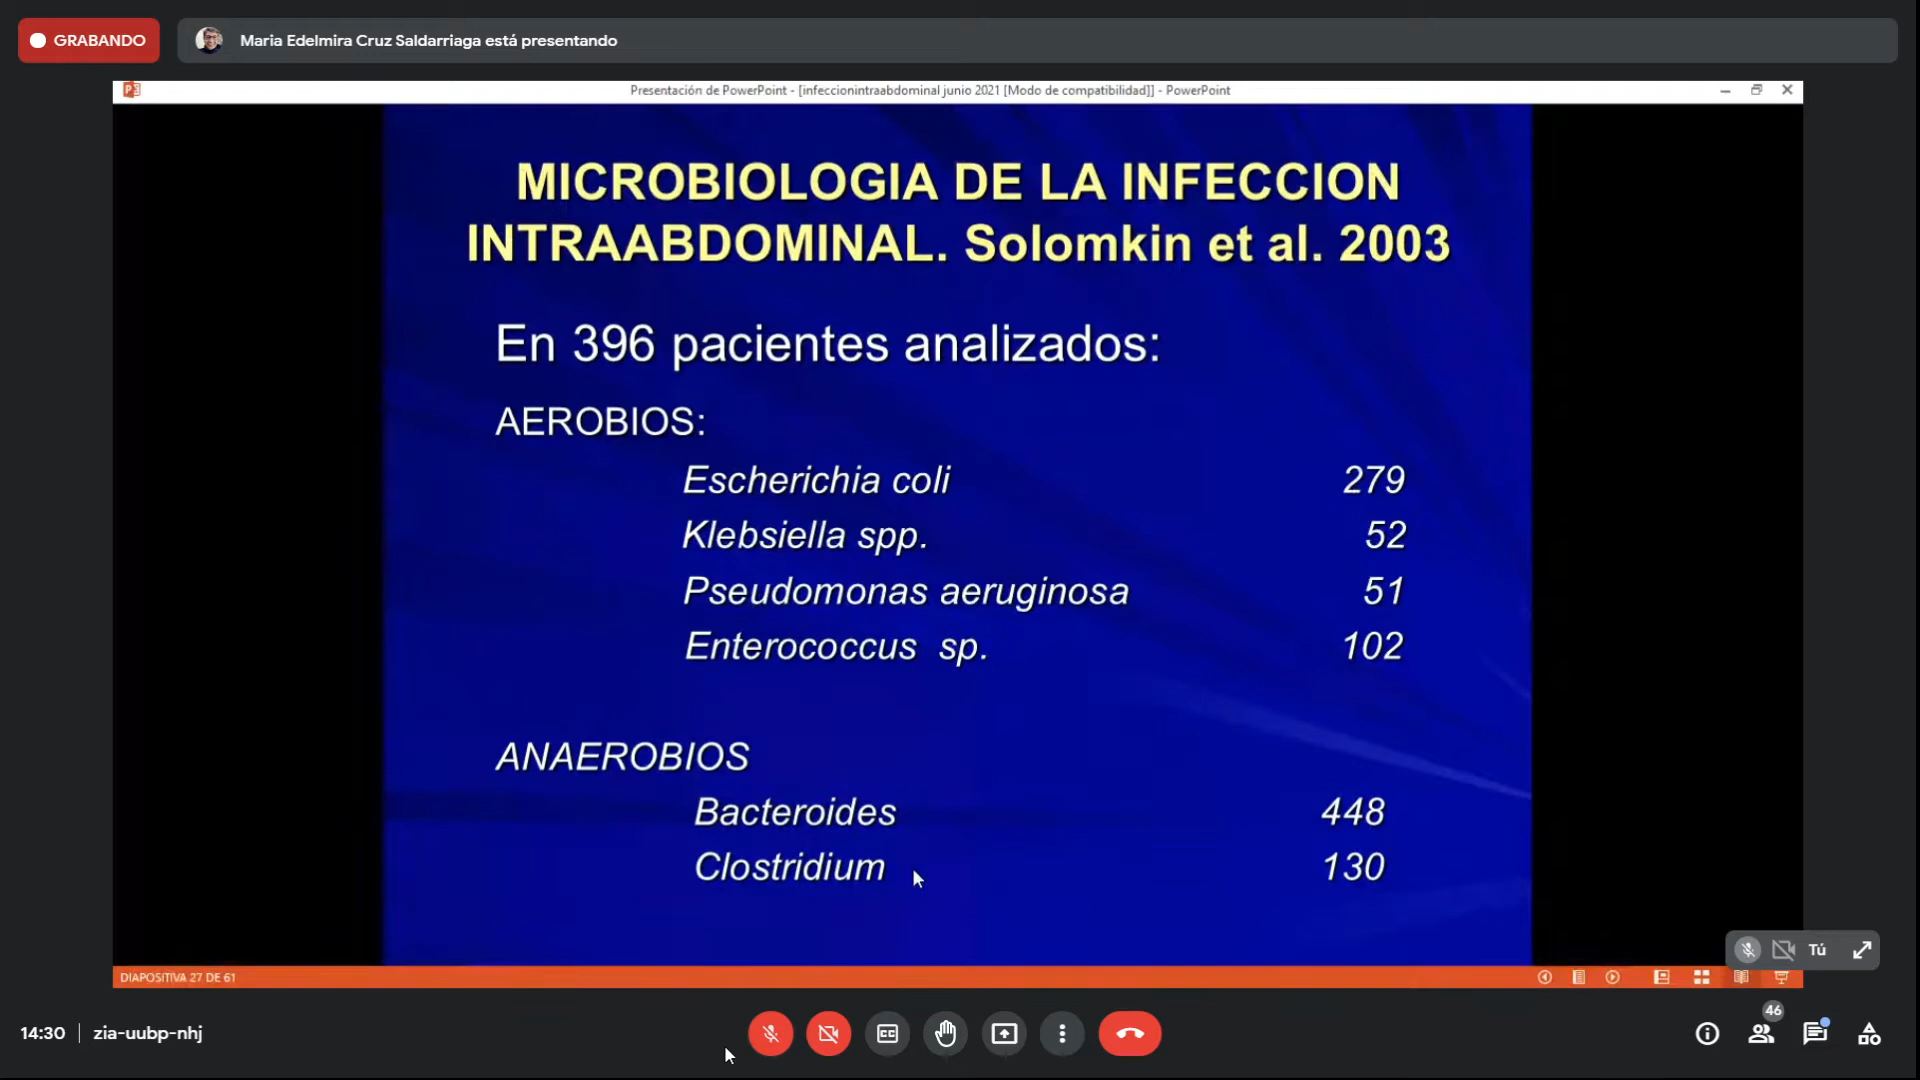 GRABANDO
Maria Edelmira Cruz Saldarriaga está presentando
Presentación de PowerPoint - [infeccionintraabdominal junio 2021 [Modo de compatibilidad]] - PowerPoint
MICROBIOLOGIA DE LA INFECCION
INTRAABDOMINAL. Solomkin et al. 2003
En 396 pacientes analizados:
AEROBIOS:
Escherichia coli 279
Klebsiella spp. 52
Pseudomonas aeruginosa 51
Enterococcus sp. 102
ANAEROBIOS
Bacteroides 448
Clostridium 130
Tú
DIAPOSITIVA 27 DE 61
46
14:30 | zia-uubp-nhj
CC